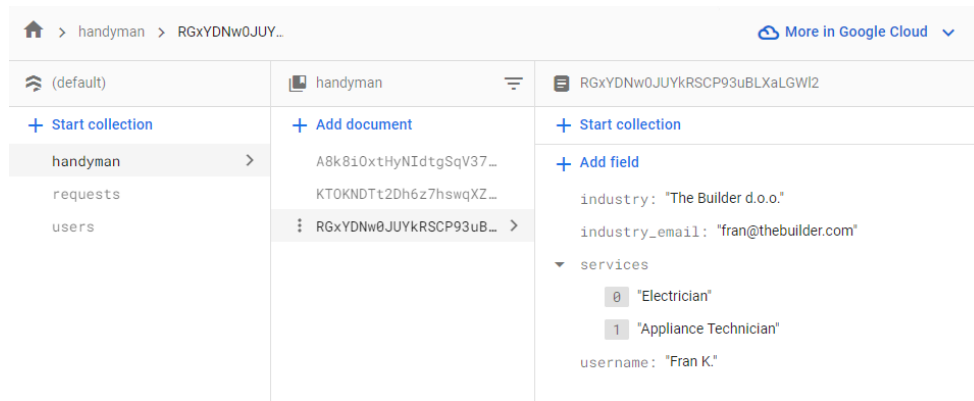 handyman > RGxYDNw0JUY…
More in Google Cloud
(default)
handyman
RGxYDNw0JUYkRSCP93uBLXaLGWl2
+ Start collection
+ Add document
+ Start collection
handyman
requests
users
A8k8iOxtHyNIdtgSqV37…
KTOKNDTt2Dh6z7hswqXZ…
RGxYDNw0JUYkRSCP93uB…
+ Add field
industry: "The Builder d.o.o."
industry_email: "fran@thebuilder.com"
services
0 "Electrician"
1 "Appliance Technician"
username: "Fran K."